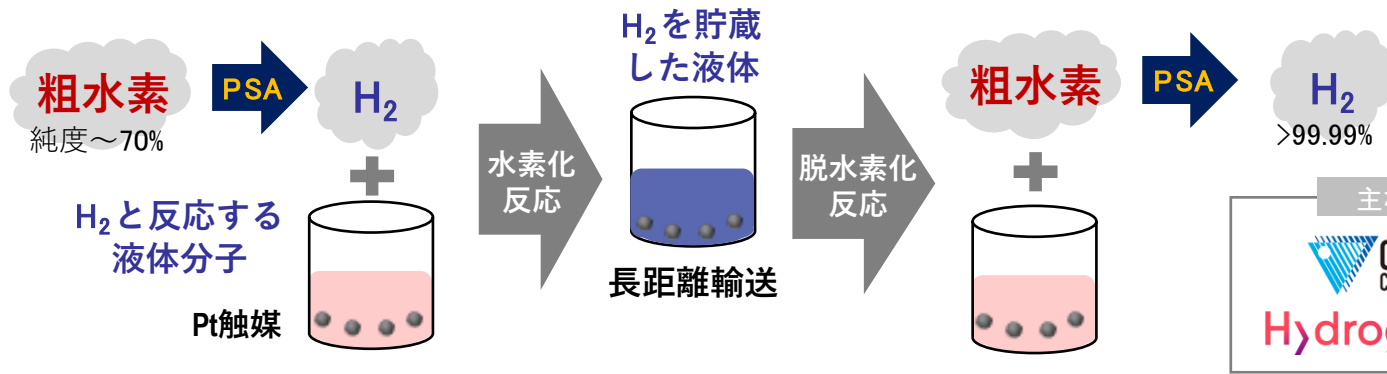 粗水素
純度～70%
PSA
H₂
H₂と反応する
液体分子
Pt触媒
水素化
反応
H₂を貯蔵
した液体
長距離輸送
脱水素化
反応
粗水素
PSA
H₂
>99.99%
主